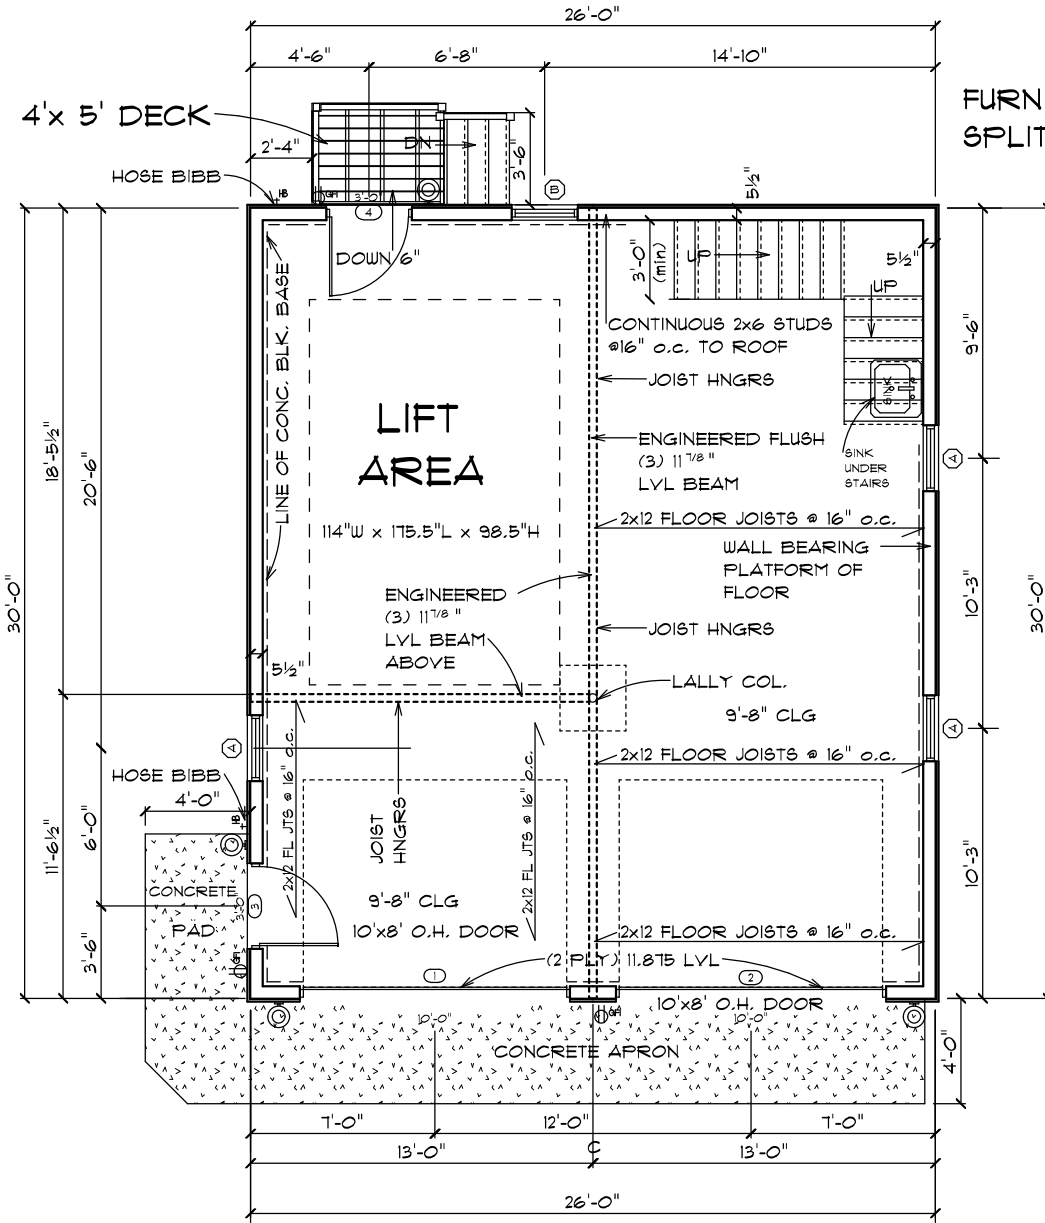 26'-0"
4'-6"
6'-8"
14'-10"
4'x 5' DECK
FURN
SPLIT
DN
2'-4"
3'-6"
HOSE BIBB
HB
GFI
3'-0"
4
B
5½"
DOWN 6"
3'-0"
(min)
UP
5½"
UP
CONTINUOUS 2x6 STUDS
@16" o.c. TO ROOF
9'-6"
JOIST HNGRS
LINE OF CONC. BLK. BASE
SINK
LIFT
AREA
ENGINEERED FLUSH
(3) 11 7/8 "
LVL BEAM
SINK
UNDER
STAIRS
A
18'-5½"
20'-6"
114"W x 175.5"L x 98.5"H
2x12 FLOOR JOISTS @ 16" o.c.
WALL BEARING
PLATFORM OF
FLOOR
ENGINEERED
(3) 11 7/8 "
LVL BEAM
ABOVE
30'-0"
10'-3"
30'-0"
JOIST HNGRS
5½"
LALLY COL.
9'-8" CLG
A
A
2x12 FLOOR JOISTS @ 16" o.c.
HOSE BIBB
4'-0"
HB
2x12 FL JTS @ 16" o.c.
JOIST
HNGRS
2x12 FL JTS @ 16" o.c.
11'-6½"
6'-0"
10'-3"
CONCRETE
PAD
3'-0
3
9'-8" CLG
10'x8' O.H. DOOR
2x12 FLOOR JOISTS @ 16" o.c.
3'-6"
GFI
(2 PLY) 11.875 LVL
1
2
10'x8' O.H. DOOR
10'-0"
GFI
10'-0"
CONCRETE APRON
4'-0"
7'-0"
12'-0"
7'-0"
13'-0"
C
13'-0"
26'-0"